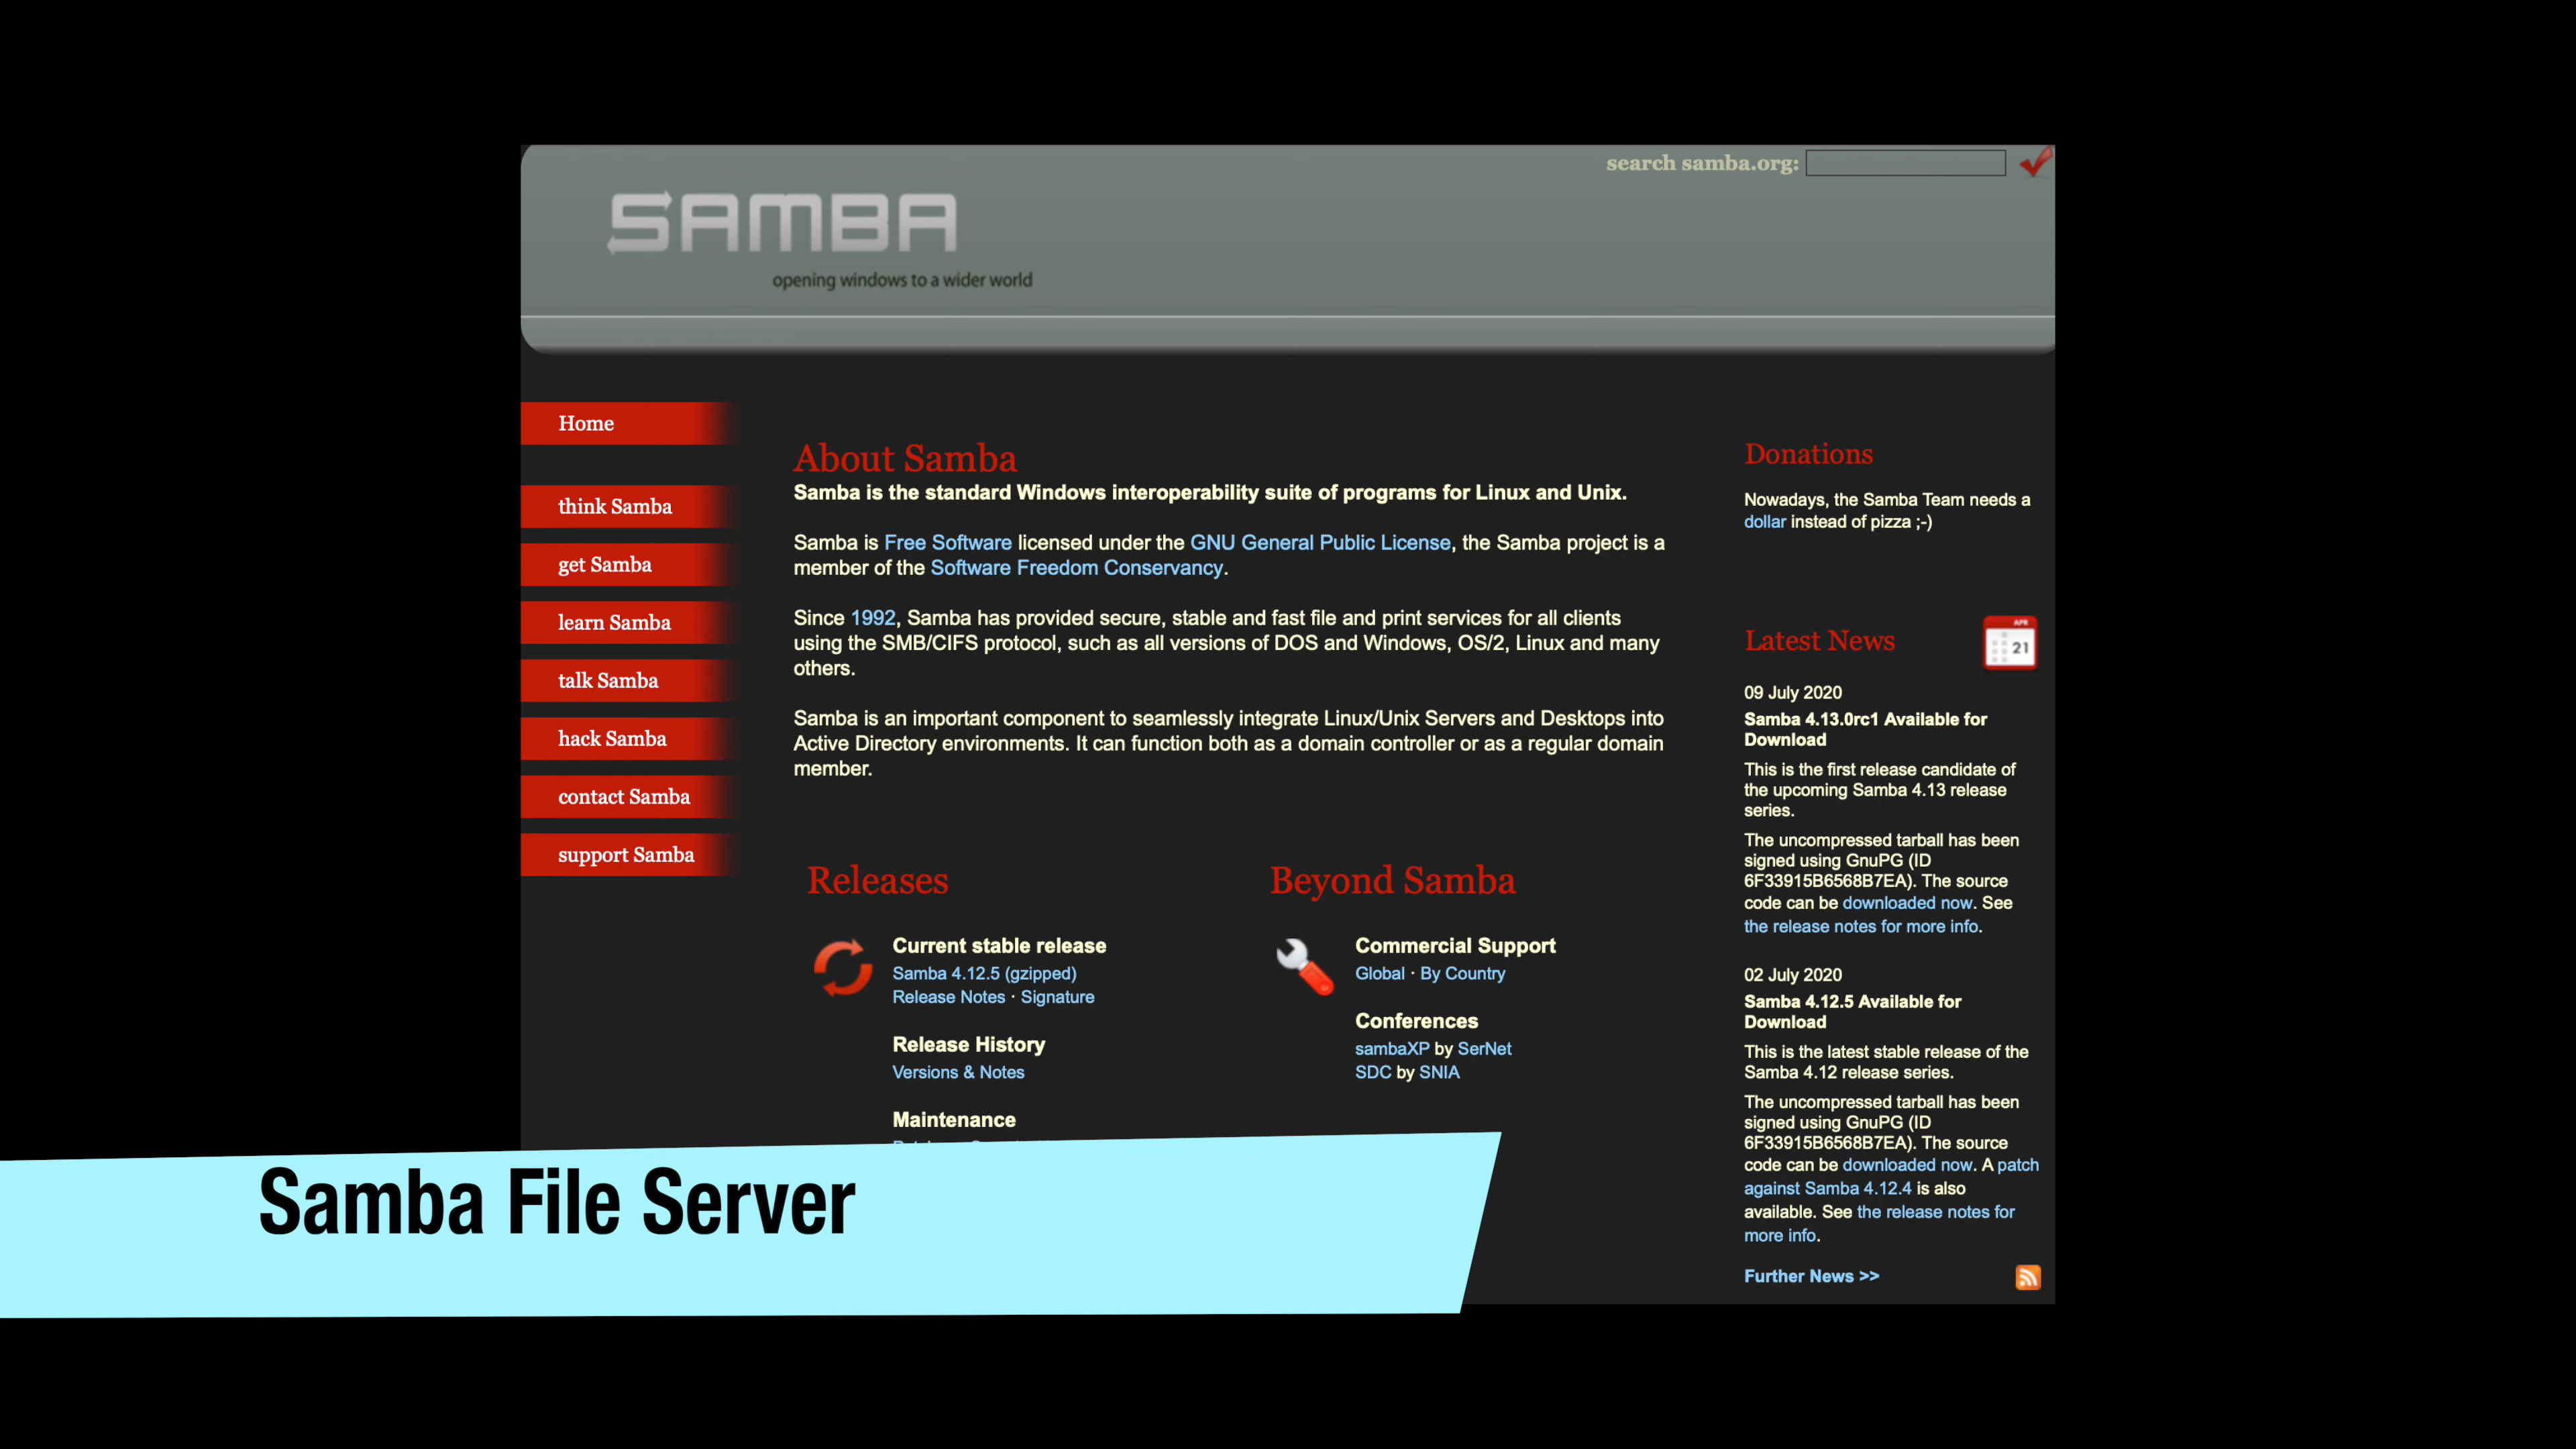 search samba.org:
SAMBA
opening windows to a wider world
Home
think Samba
get Samba
learn Samba
talk Samba
hack Samba
contact Samba
support Samba
About Samba
Samba is the standard Windows interoperability suite of programs for Linux and Unix.
Samba is Free Software licensed under the GNU General Public License, the Samba project is a
member of the Software Freedom Conservancy.
Since 1992, Samba has provided secure, stable and fast file and print services for all clients
using the SMB/CIFS protocol, such as all versions of DOS and Windows, OS/2, Linux and many
others.
Samba is an important component to seamlessly integrate Linux/Unix Servers and Desktops into
Active Directory environments. It can function both as a domain controller or as a regular domain
member.
Releases
Current stable release
Samba 4.12.5 (gzipped)
Release Notes · Signature
Release History
Versions & Notes
Maintenance
Beyond Samba
Commercial Support
Global · By Country
Conferences
sambaXP by SerNet
SDC by SNIA
Donations
Nowadays, the Samba Team needs a
dollar instead of pizza ;-)
Latest News
APR
21
09 July 2020
Samba 4.13.0rc1 Available for
Download
This is the first release candidate of
the upcoming Samba 4.13 release
series.
The uncompressed tarball has been
signed using GnuPG (ID
6F33915B6568B7EA). The source
code can be downloaded now. See
the release notes for more info.
02 July 2020
Samba 4.12.5 Available for
Download
This is the latest stable release of the
Samba 4.12 release series.
The uncompressed tarball has been
signed using GnuPG (ID
6F33915B6568B7EA). The source
code can be downloaded now. A patch
against Samba 4.12.4 is also
available. See the release notes for
more info.
Further News >>
Samba File Server